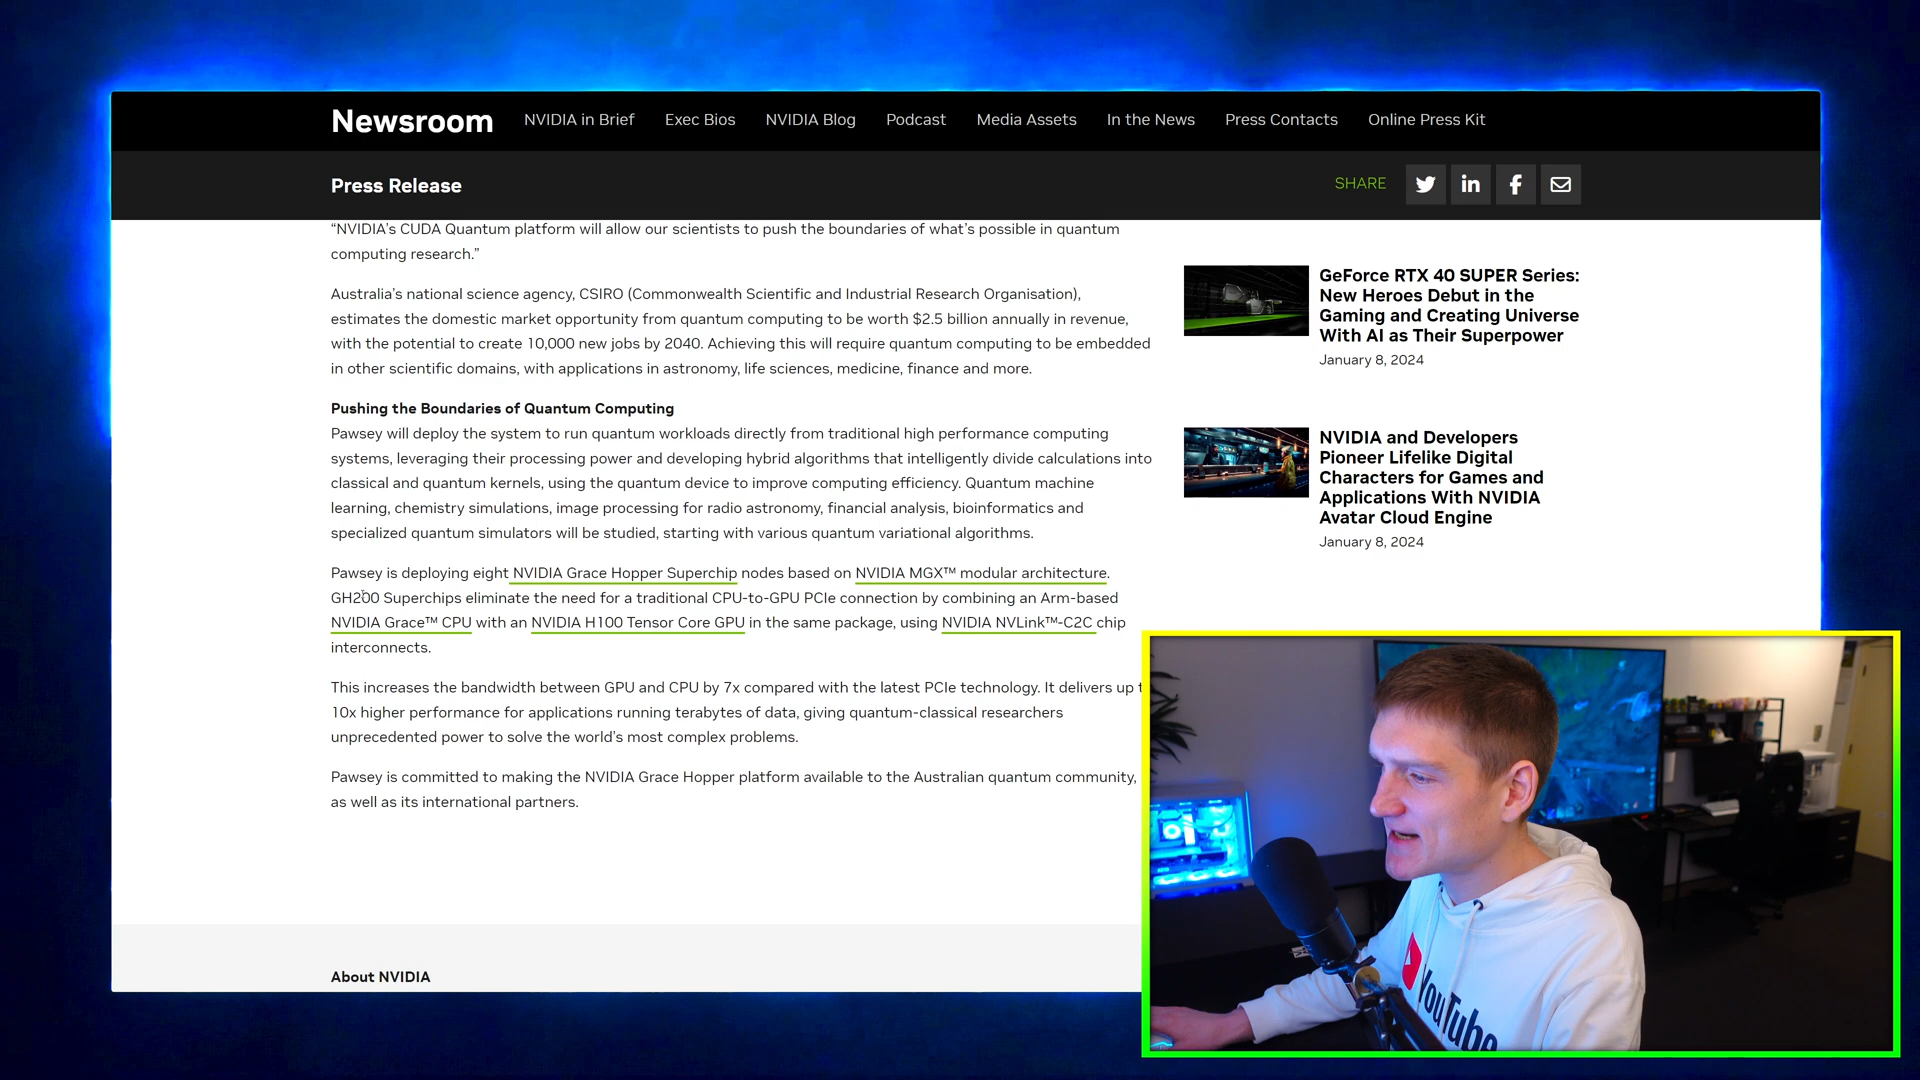 Newsroom NVIDIA in Brief Exec Bios NVIDIA Blog Podcast Media Assets In the News Press Contacts Online Press Kit
Press Release
SHARE
“NVIDIA’s CUDA Quantum platform will allow our scientists to push the boundaries of what’s possible in quantum
computing research.”
Australia’s national science agency, CSIRO (Commonwealth Scientific and Industrial Research Organisation),
estimates the domestic market opportunity from quantum computing to be worth $2.5 billion annually in revenue,
with the potential to create 10,000 new jobs by 2040. Achieving this will require quantum computing to be embedded
in other scientific domains, with applications in astronomy, life sciences, medicine, finance and more.
Pushing the Boundaries of Quantum Computing
Pawsey will deploy the system to run quantum workloads directly from traditional high performance computing
systems, leveraging their processing power and developing hybrid algorithms that intelligently divide calculations into
classical and quantum kernels, using the quantum device to improve computing efficiency. Quantum machine
learning, chemistry simulations, image processing for radio astronomy, financial analysis, bioinformatics and
specialized quantum simulators will be studied, starting with various quantum variational algorithms.
Pawsey is deploying eight NVIDIA Grace Hopper Superchip nodes based on NVIDIA MGX™ modular architecture.
GH200 Superchips eliminate the need for a traditional CPU-to-GPU PCIe connection by combining an Arm-based
NVIDIA Grace™ CPU with an NVIDIA H100 Tensor Core GPU in the same package, using NVIDIA NVLink™-C2C chip
interconnects.
This increases the bandwidth between GPU and CPU by 7x compared with the latest PCIe technology. It delivers up t
10x higher performance for applications running terabytes of data, giving quantum-classical researchers
unprecedented power to solve the world’s most complex problems.
Pawsey is committed to making the NVIDIA Grace Hopper platform available to the Australian quantum community,
as well as its international partners.
About NVIDIA
GeForce RTX 40 SUPER Series:
New Heroes Debut in the
Gaming and Creating Universe
With AI as Their Superpower
January 8, 2024
NVIDIA and Developers
Pioneer Lifelike Digital
Characters for Games and
Applications With NVIDIA
Avatar Cloud Engine
January 8, 2024
YouTube